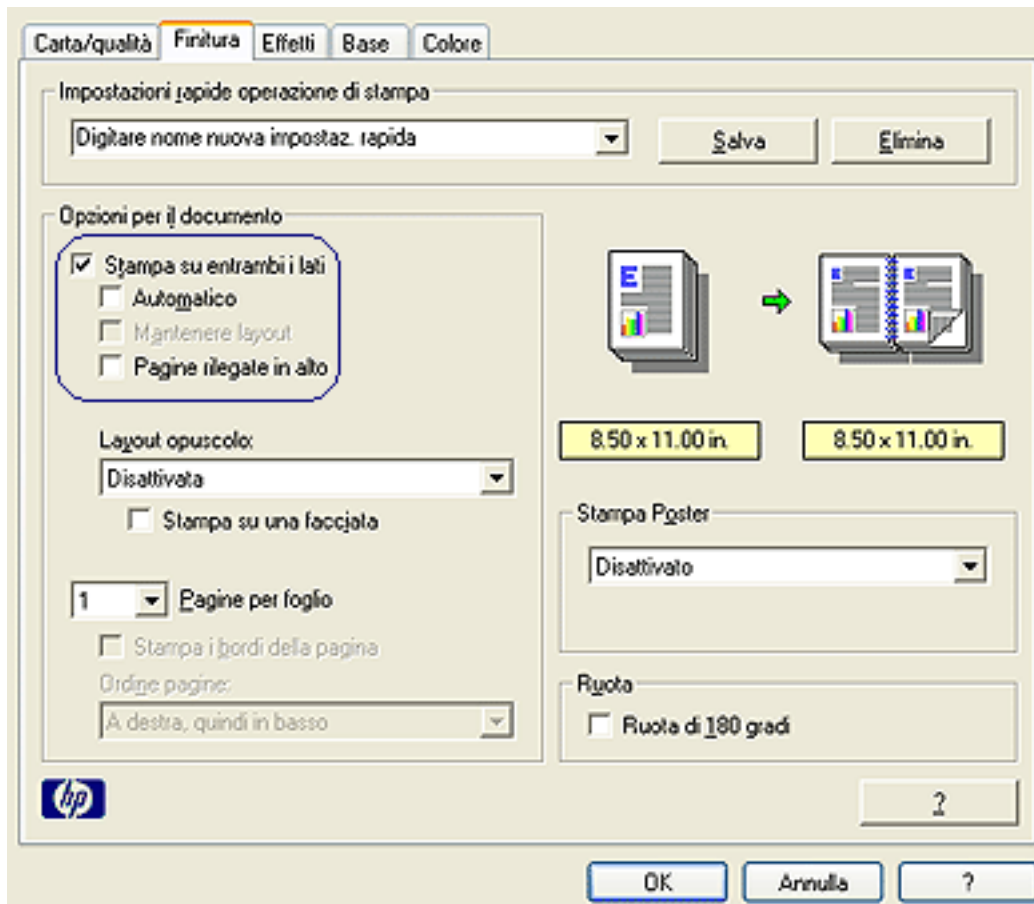 Carta/qualità Finitura Effetti Base Colore
Impostazioni rapide operazione di stampa
Digitare nome nuova impostaz. rapida
Salva
Elimina
Opzioni per il documento
Stampa su entrambi i lati
Automatico
Mantenere layout
Pagine rilegate in alto
Layout opuscolo:
Disattivata
Stampa su una facciata
1 Pagine per foglio
Stampa i bordi della pagina
Ordine pagine:
A destra, quindi in basso
E
E
E
8.50 x 11.00 in.
8.50 x 11.00 in.
Stampa Poster
Disattivato
Ruota
Ruota di 180 gradi
hp
?
OK
Annulla
?